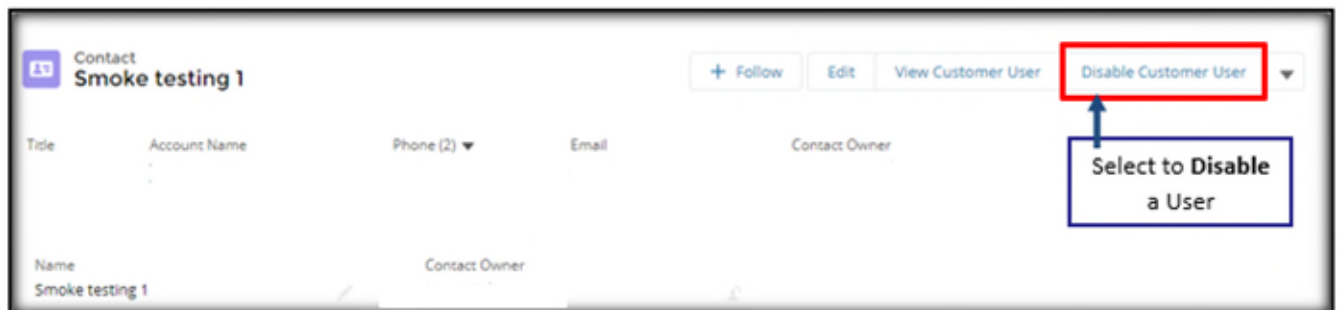 Contact
Smoke testing 1
+ Follow
Edit
View Customer User
Disable Customer User
Title
Account Name
Phone (2)
Email
Contact Owner
Select to Disable
a User
Name
Contact Owner
Smoke testing 1